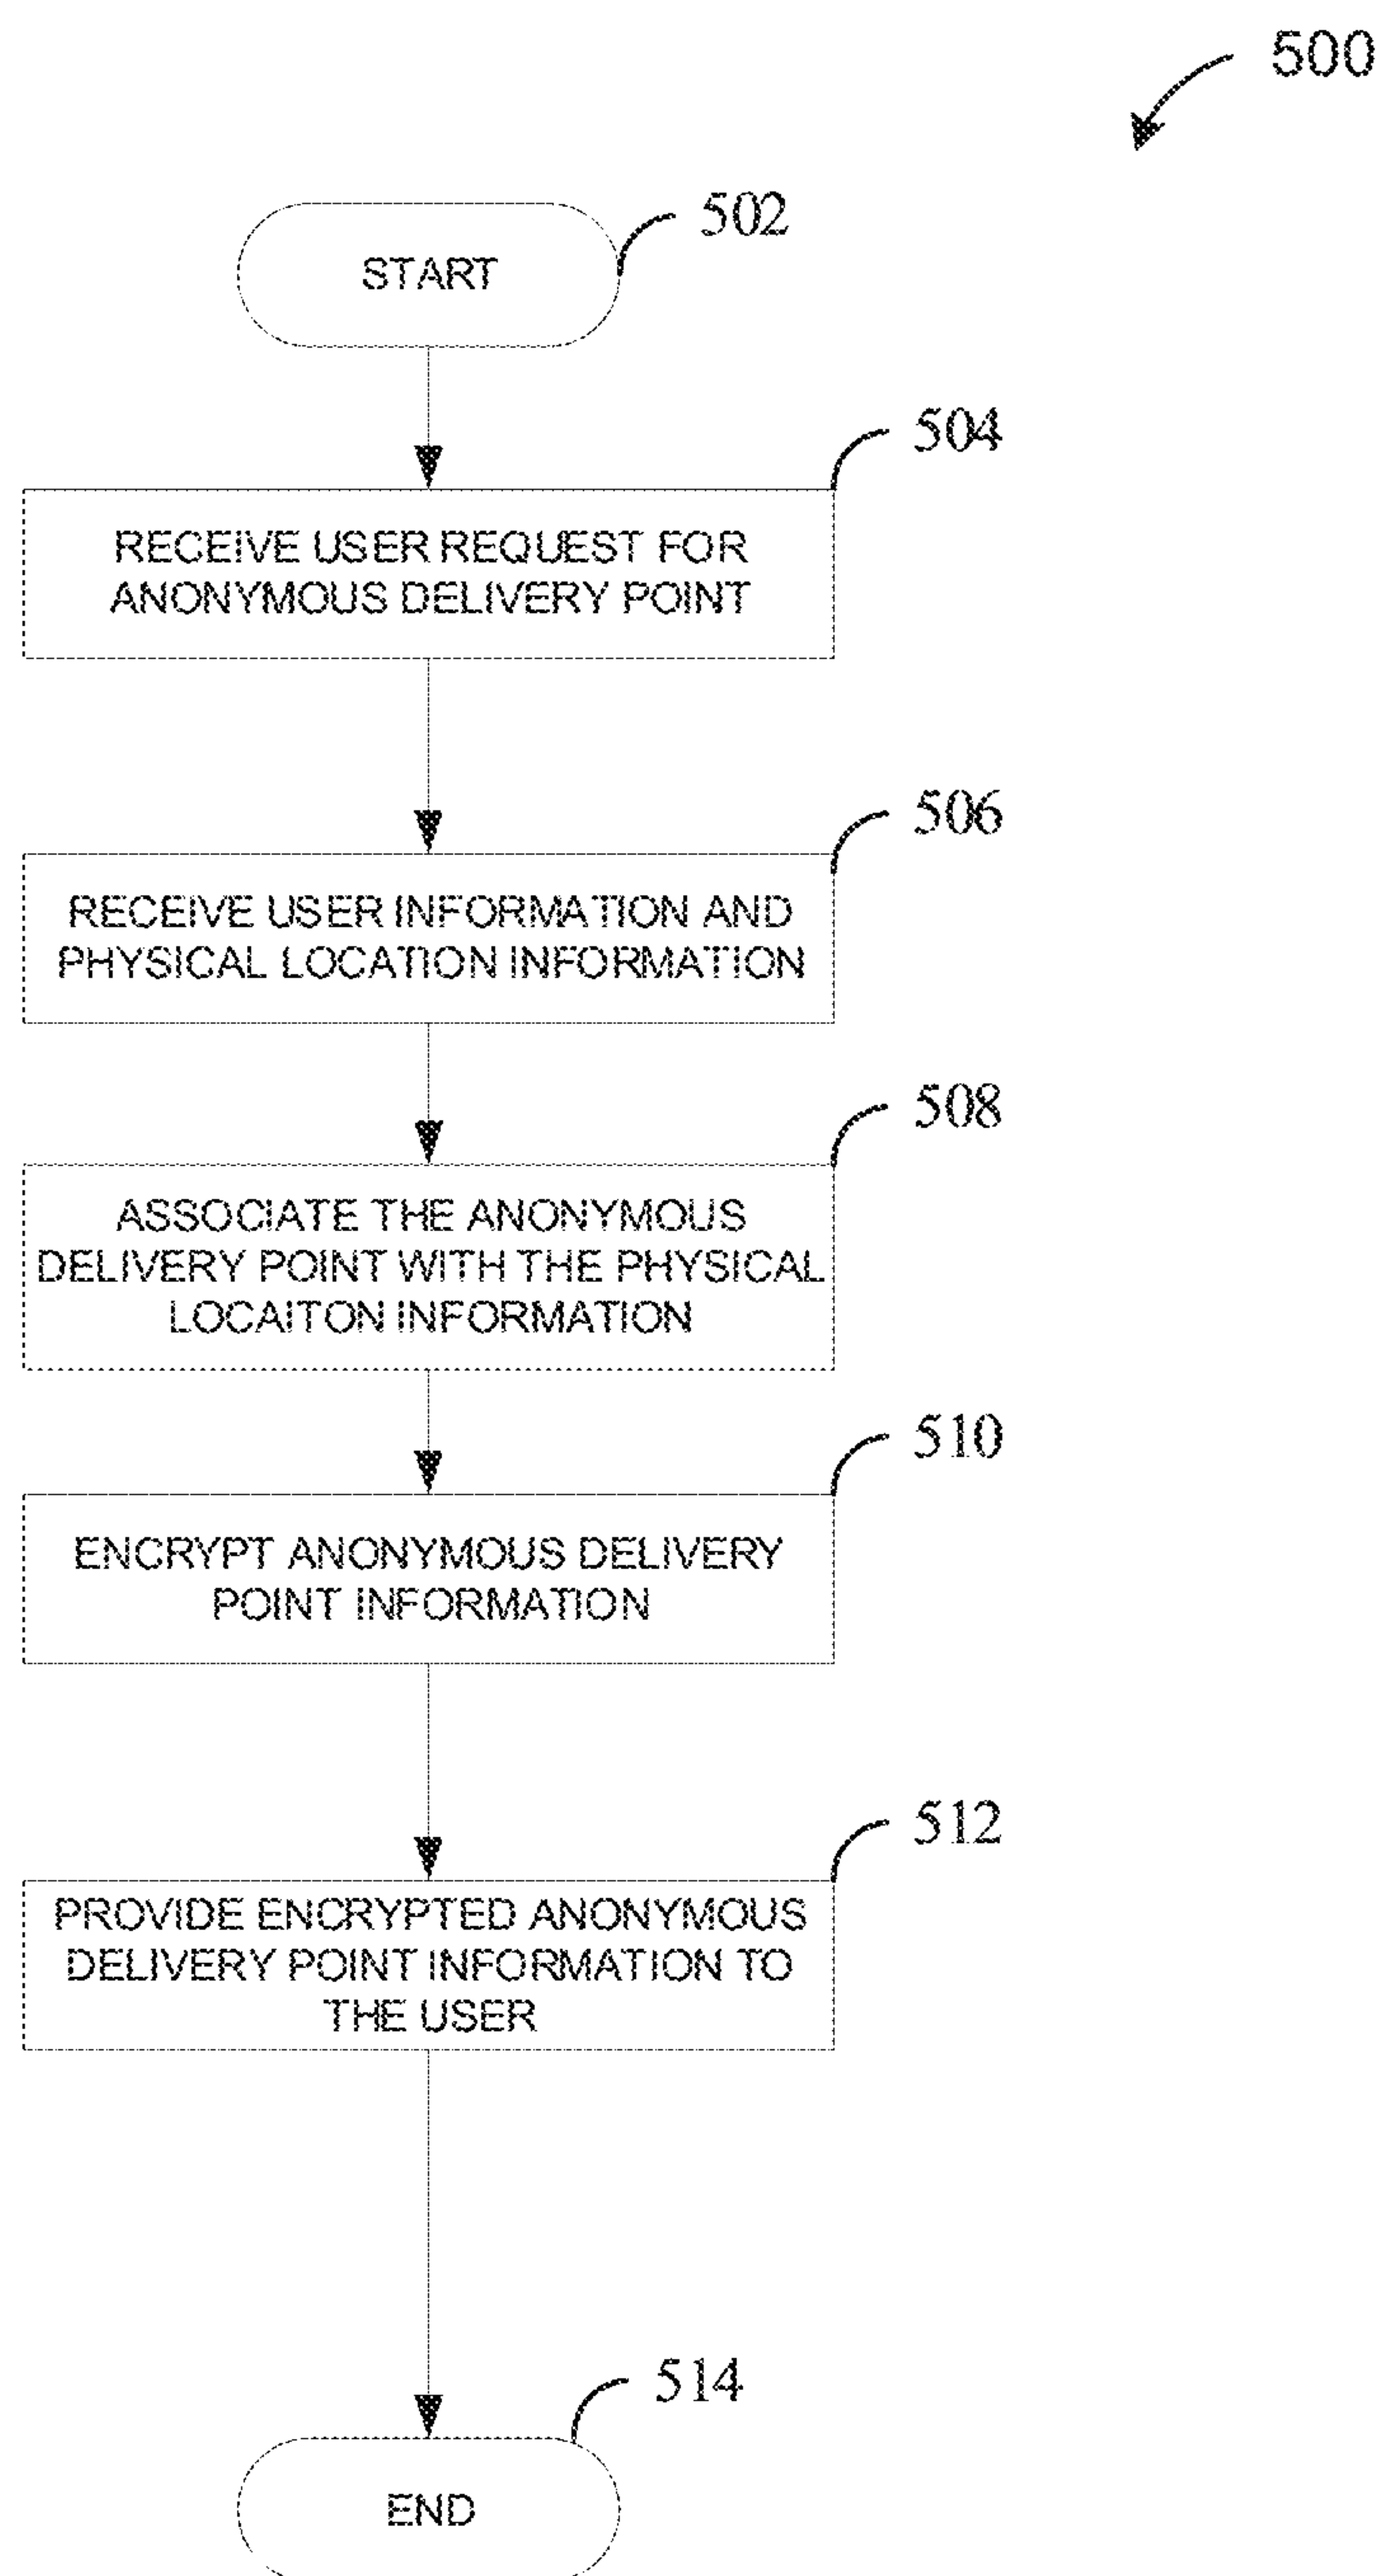 500
502
START
504
RECEIVE USER REQUEST FOR
ANONYMOUS DELIVERY POINT
506
RECEIVE USER INFORMATION AND
PHYSICAL LOCATION INFORMATION
508
ASSOCIATE THE ANONYMOUS
DELIVERY POINT WITH THE PHYSICAL
LOCAITON INFORMATION
510
ENCRYPT ANONYMOUS DELIVERY
POINT INFORMATION
512
PROVIDE ENCRYPTED ANONYMOUS
DELIVERY POINT INFORMATION TO
THE USER
514
END